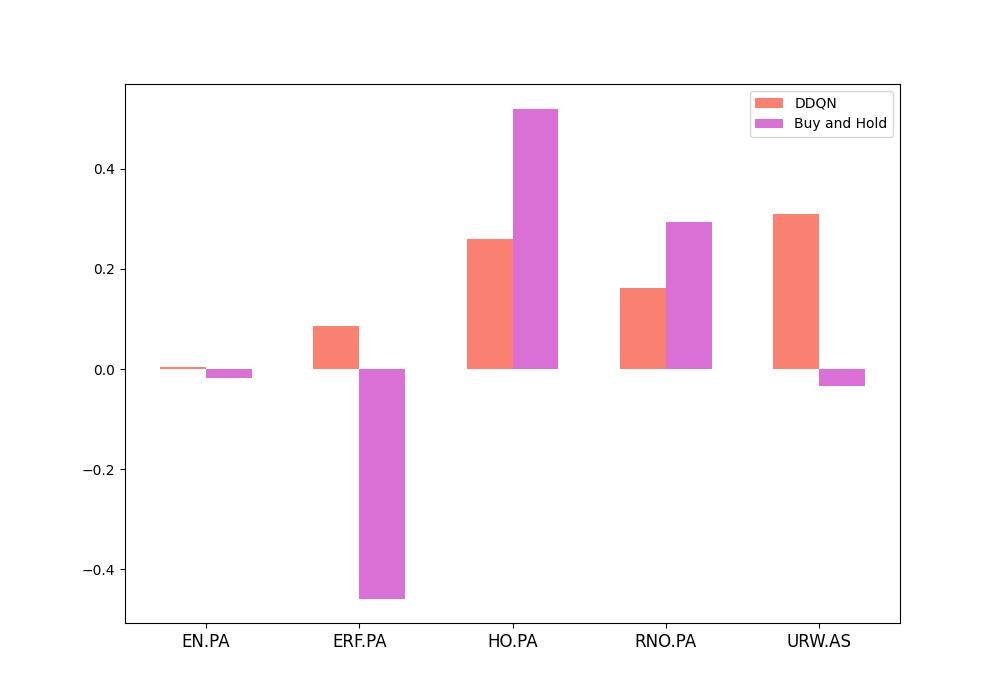 DDQN
Buy and Hold
0.4
0.2
0.0
−0.2
−0.4
EN.PA
ERF.PA
HO.PA
RNO.PA
URW.AS